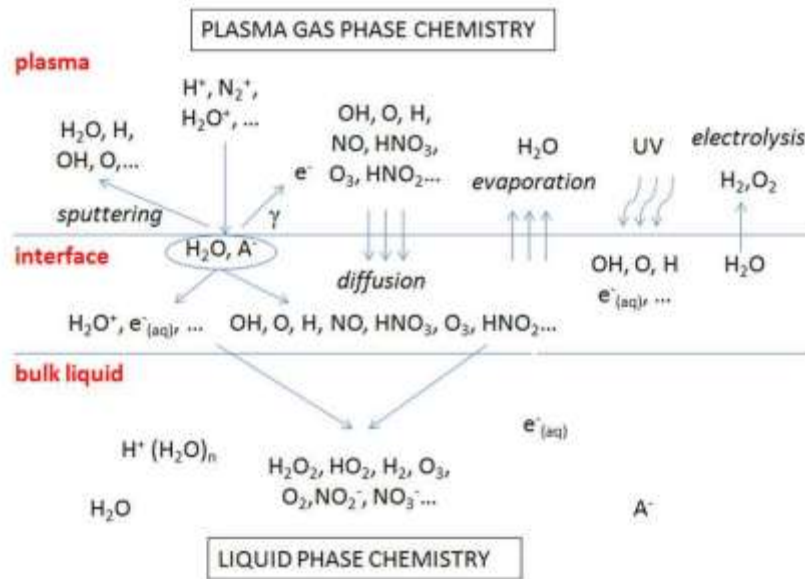 PLASMA GAS PHASE CHEMISTRY
plasma
H⁺, N₂⁺,
H₂O⁺, ...
H₂O, H,
OH, O,...
sputtering
e⁻
γ
OH, O, H,
NO, HNO₃,
O₃, HNO₂...
H₂O
evaporation
UV
electrolysis
H₂,O₂
interface
H₂O, A⁻
diffusion
OH, O, H
e⁻₍aq₎, ...
H₂O
H₂O⁺, e⁻₍aq₎, ...
OH, O, H, NO, HNO₃, O₃, HNO₂...
bulk liquid
e⁻₍aq₎
H⁺ (H₂O)ₙ
H₂O₂, HO₂, H₂, O₃,
O₂,NO₂⁻, NO₃⁻...
H₂O
A⁻
LIQUID PHASE CHEMISTRY